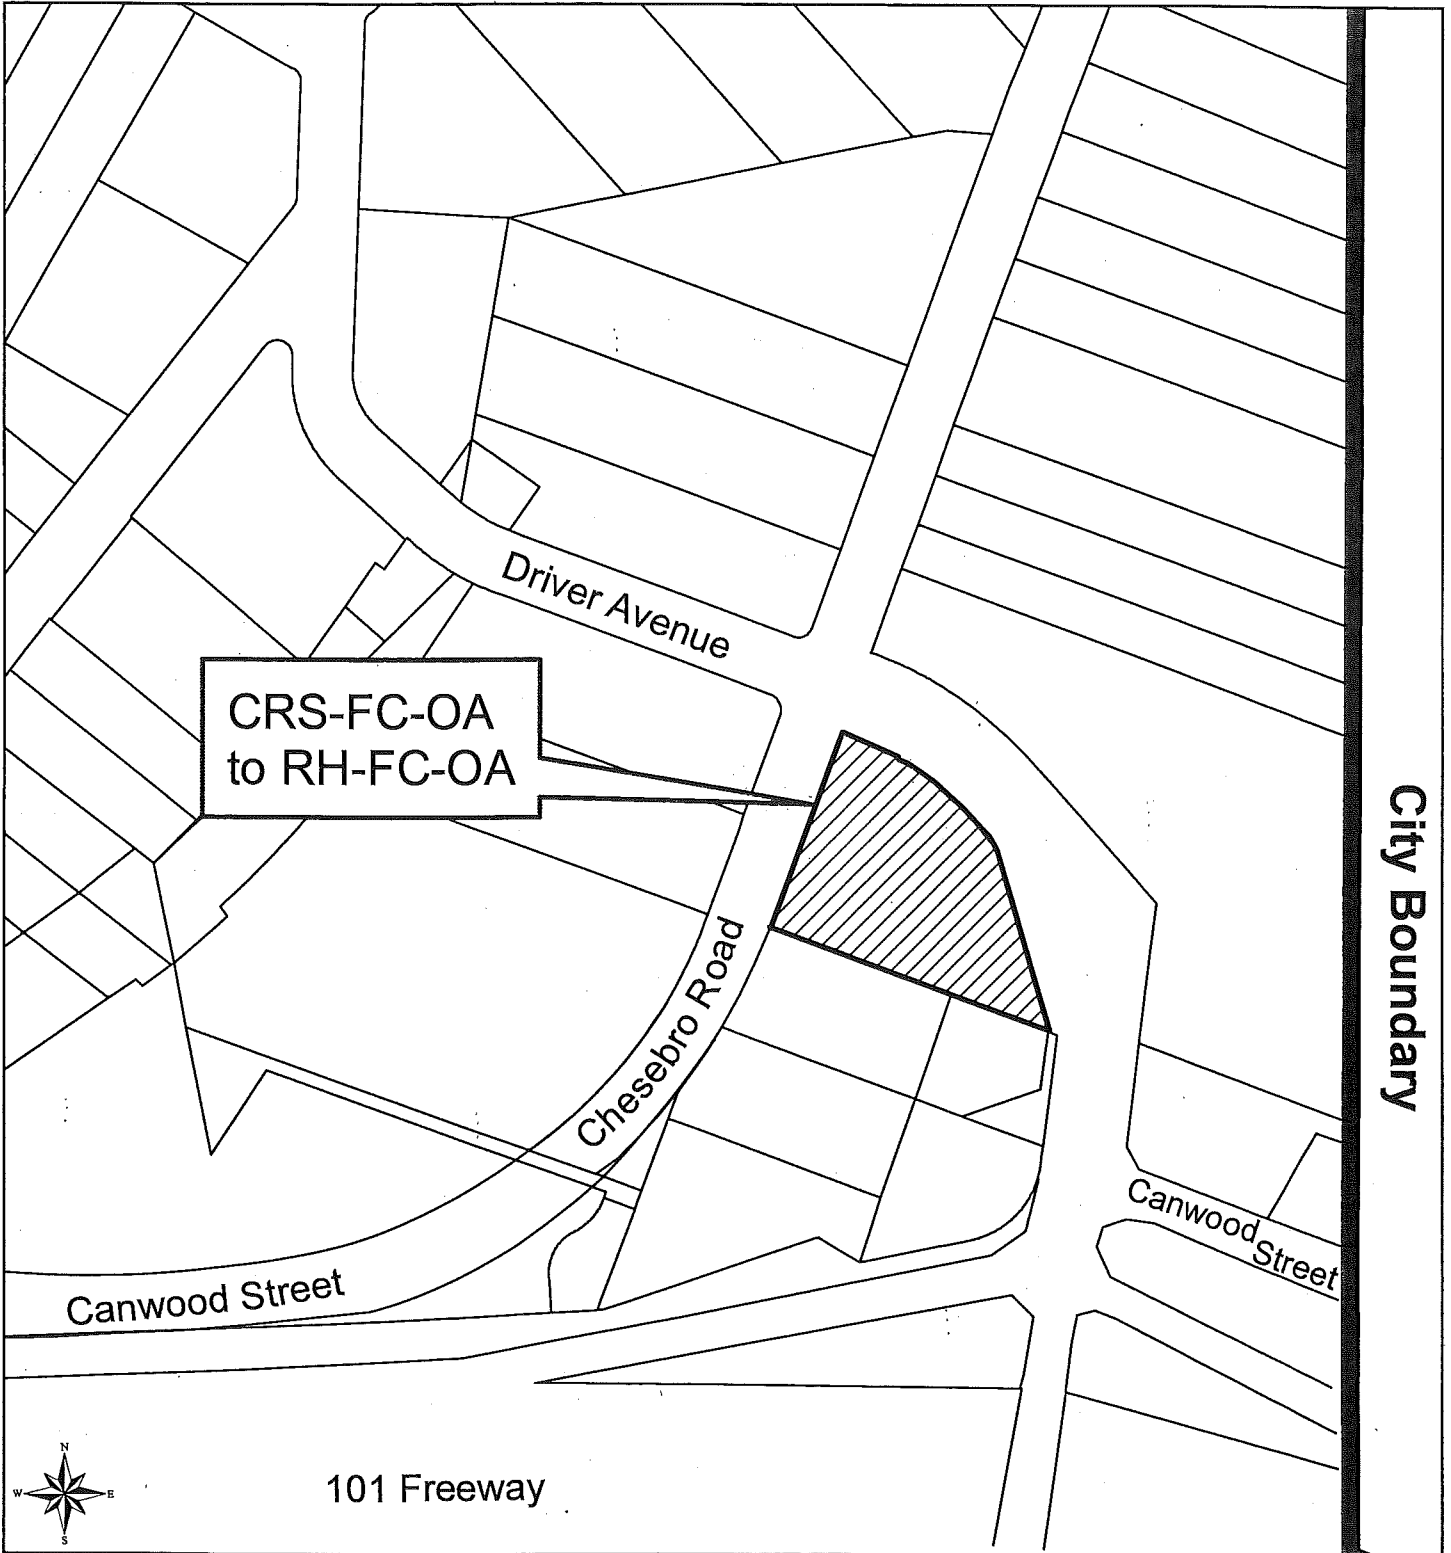 Driver Avenue
CRS-FC-OA
to RH-FC-OA
City Boundary
Chesebro Road
Canwood
Street
Canwood Street
N
W E
S
101 Freeway